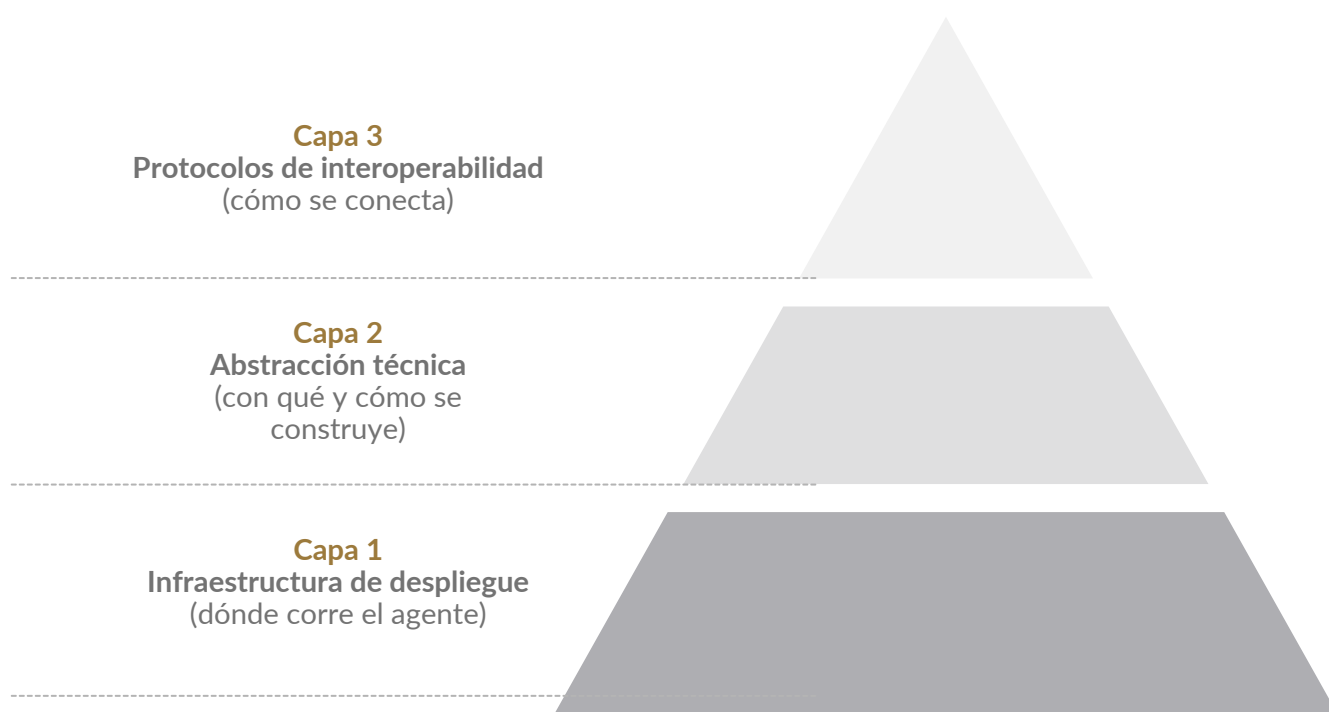 Capa 3
Protocolos de interoperabilidad
(cómo se conecta)
Capa 2
Abstracción técnica
(con qué y cómo se
construye)
Capa 1
Infraestructura de despliegue
(dónde corre el agente)